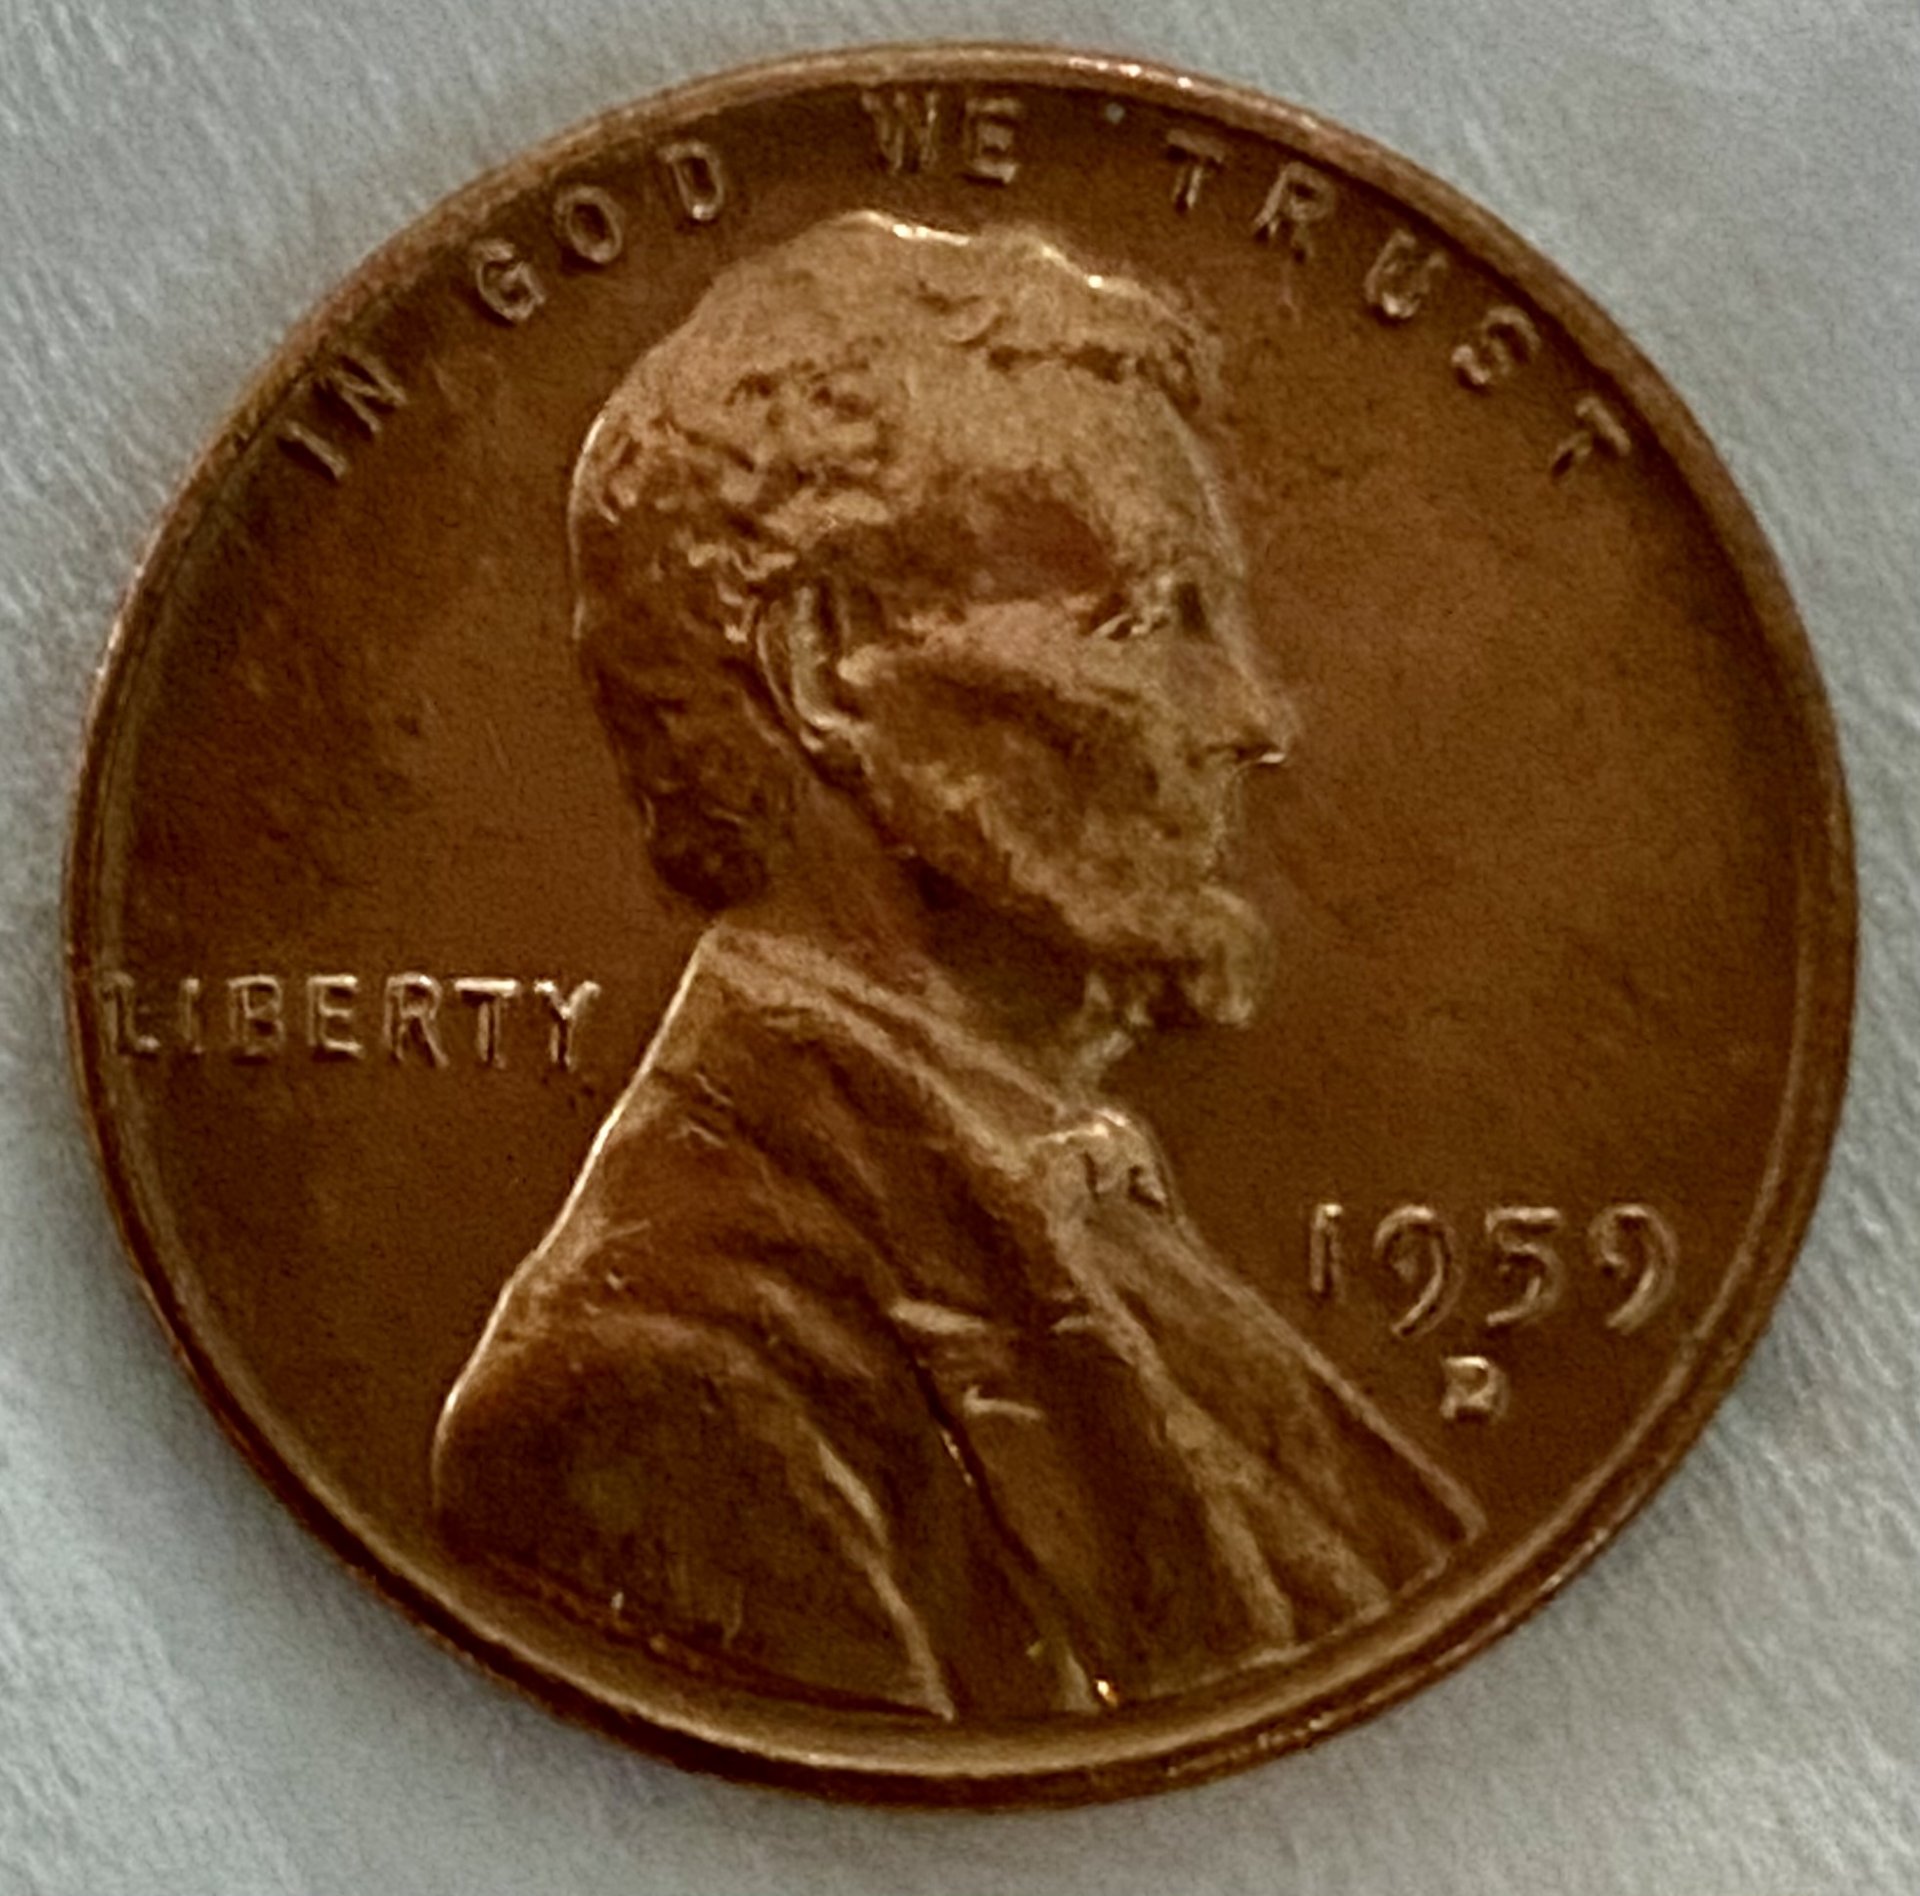 IN GOD WE TRUST
LIBERTY
1959
D